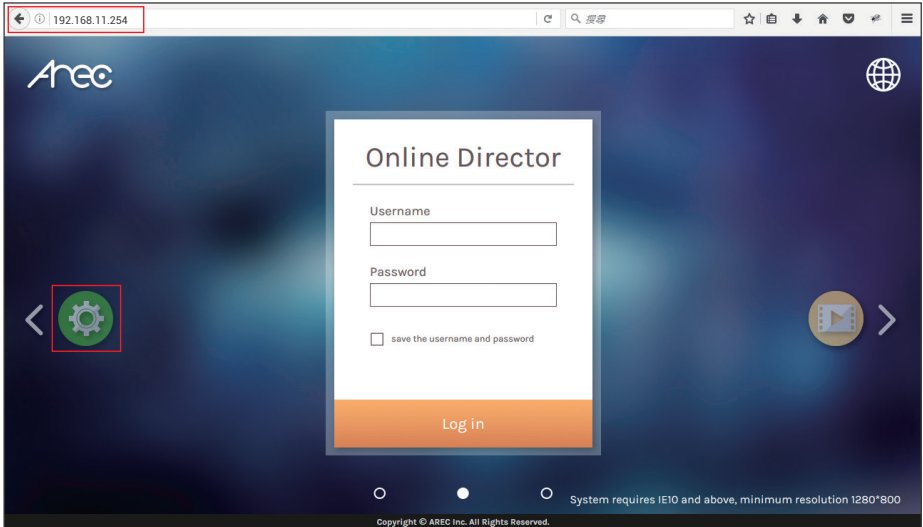 192.168.11.254
搜尋
Arec
Online Director
Username
Password
save the username and password
Log in
System requires IE10 and above, minimum resolution 1280*800
Copyright © AREC Inc. All Rights Reserved.